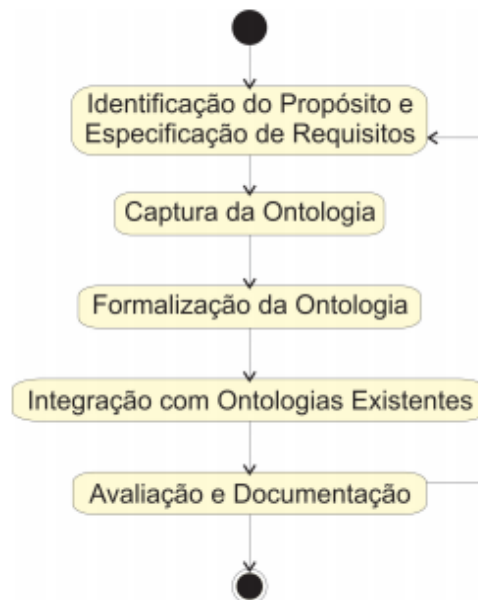 Identificação do Propósito e
Especificação de Requisitos
Captura da Ontologia
Formalização da Ontologia
Integração com Ontologias Existentes
Avaliação e Documentação